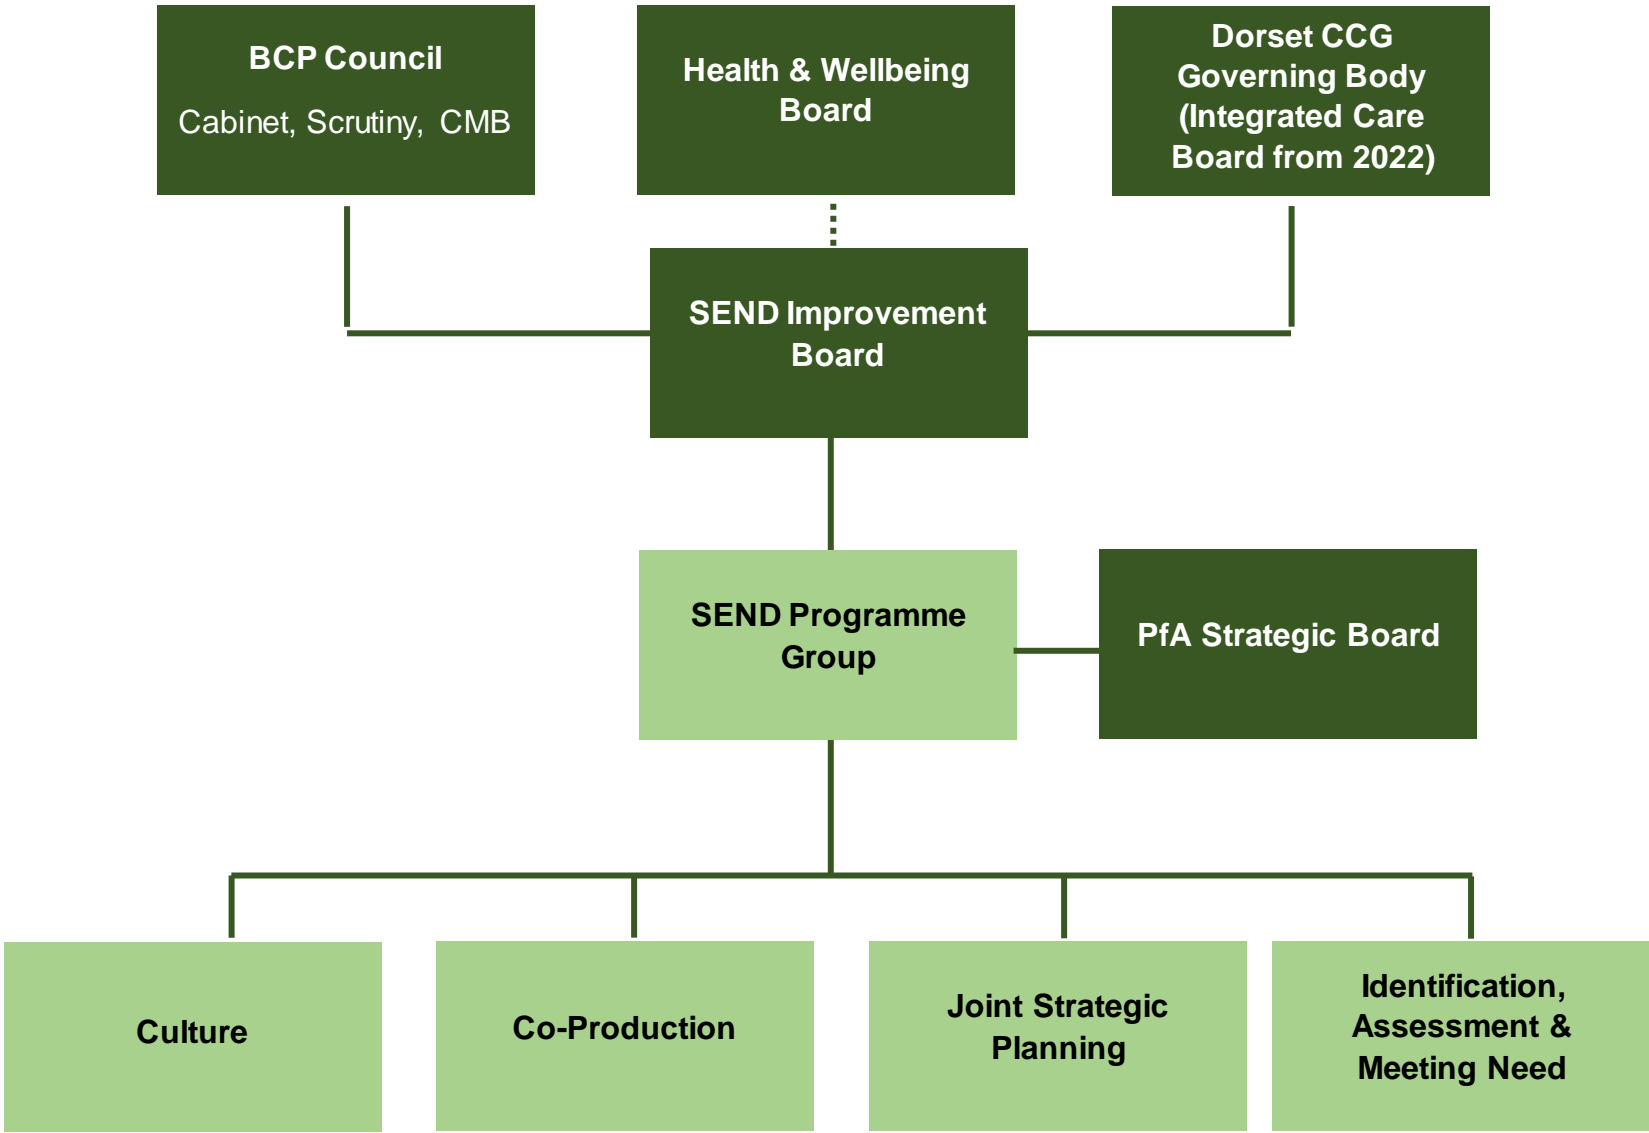 BCP Council
Cabinet, Scrutiny, CMB
Health & Wellbeing
Board
Dorset CCG
Governing Body
(Integrated Care
Board from 2022)
SEND Improvement
Board
SEND Programme
Group
PfA Strategic Board
Culture
Co-Production
Joint Strategic
Planning
Identification,
Assessment &
Meeting Need